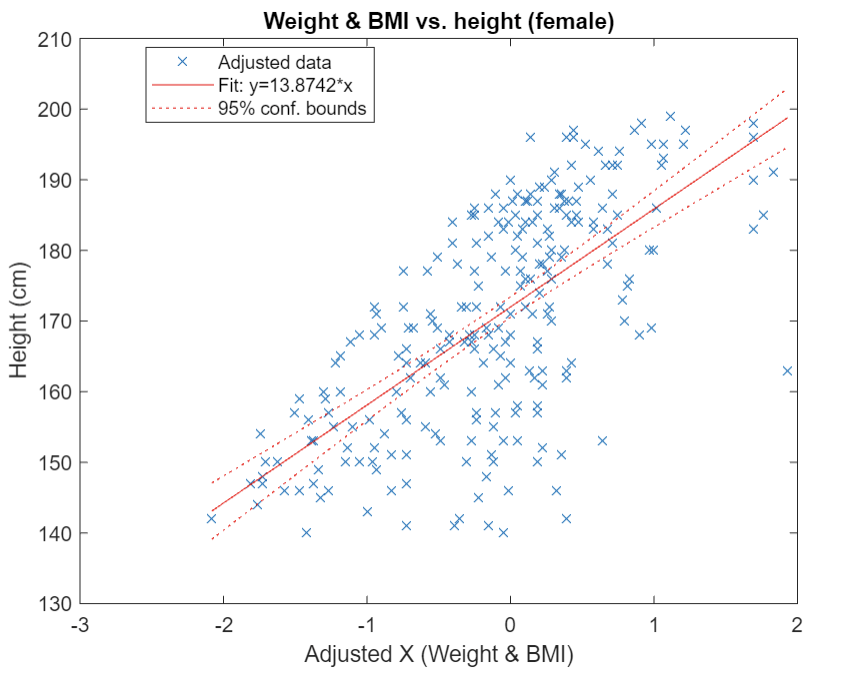 Weight & BMI vs. height (female)
210
200
190
180
170
160
150
140
130
Height (cm)
Adjusted data
Fit: y=13.8742*x
95% conf. bounds
-3
-2
-1
0
1
2
Adjusted X (Weight & BMI)